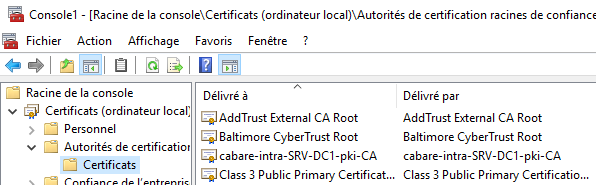 Console1 - [Racine de la console\Certificats (ordinateur local)\Autorités de certification racines de confiance
Fichier Action Affichage Favoris Fenêtre ?
Racine de la console
Certificats (ordinateur local)
Personnel
Autorités de certification
Certificats
Confiance de l'entrepris
Délivré à Délivré par
AddTrust External CA Root AddTrust External CA Root
Baltimore CyberTrust Root Baltimore CyberTrust Root
cabare-intra-SRV-DC1-pki-CA cabare-intra-SRV-DC1-pki-CA
Class 3 Public Primary Certificat... Class 3 Public Primary Certificatio...